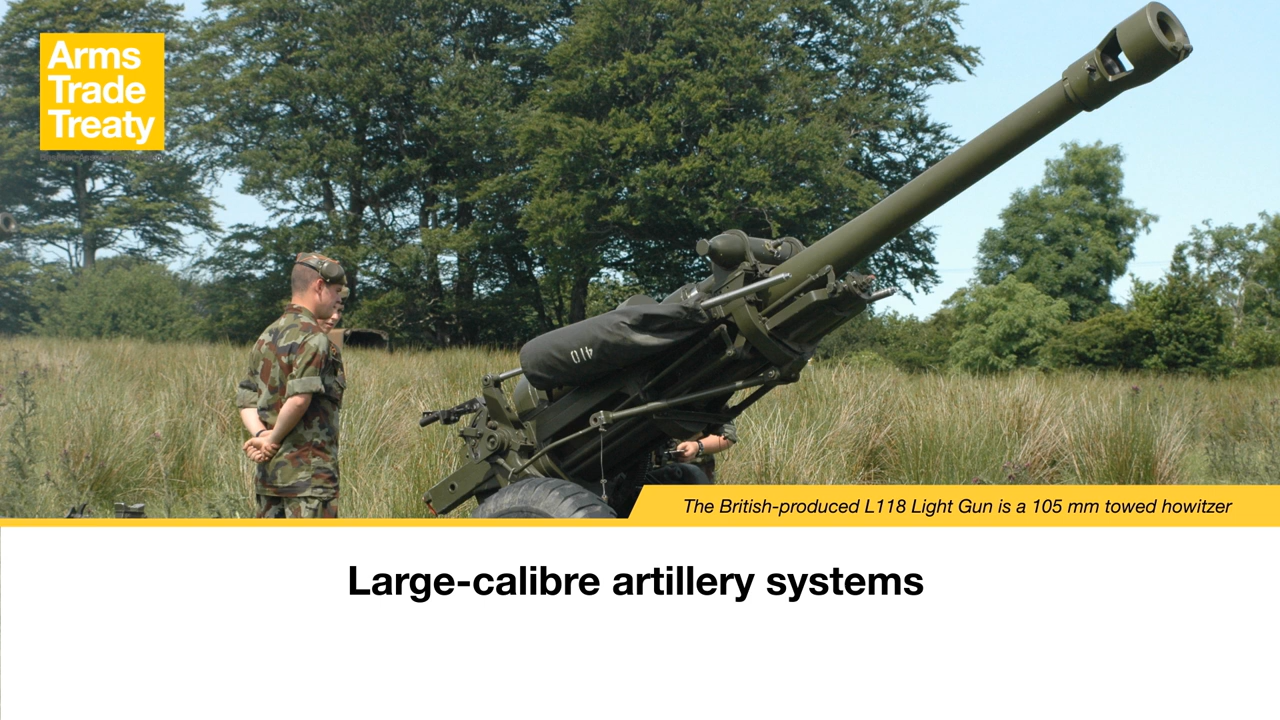 Arms
Trade
Treaty
410
The British-produced L118 Light Gun is a 105 mm towed howitzer
Large-calibre artillery systems